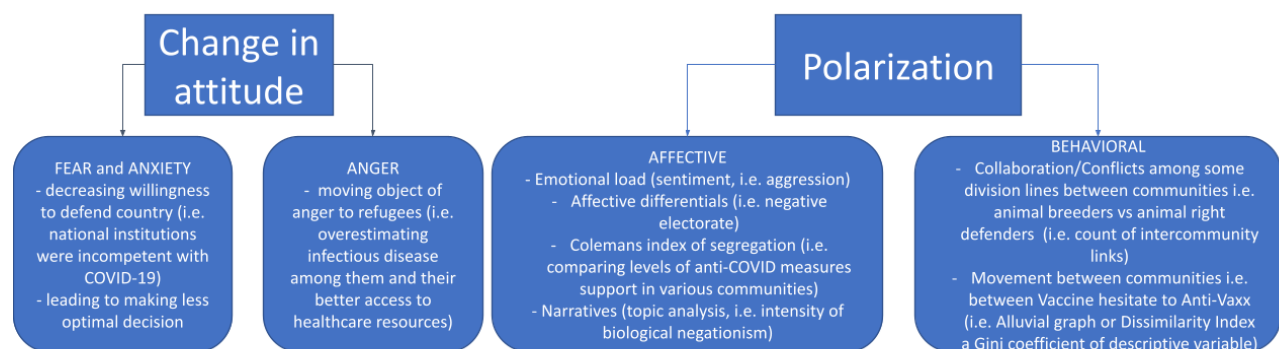 Change in
attitude
FEAR and ANXIETY
- decreasing willingness
to defend country (i.e.
national institutions
were incompetent with
COVID-19)
- leading to making less
optimal decision
ANGER
- moving object of
anger to refugees (i.e.
overestimating
infectious disease
among them and their
better access to
healthcare resources)
Polarization
AFFECTIVE
- Emotional load (sentiment, i.e. aggression)
- Affective differentials (i.e. negative
electorate)
- Colemans index of segregation (i.e.
comparing levels of anti-COVID measures
support in various communities)
- Narratives (topic analysis, i.e. intensity of
biological negationism)
BEHAVIORAL
- Collaboration/Conflicts among some
division lines between communities i.e.
animal breeders vs animal right
defenders (i.e. count of intercommunity
links)
- Movement between communities i.e.
between Vaccine hesitate to Anti-Vaxx
(i.e. Alluvial graph or Dissimilarity Index
a Gini coefficient of descriptive variable)